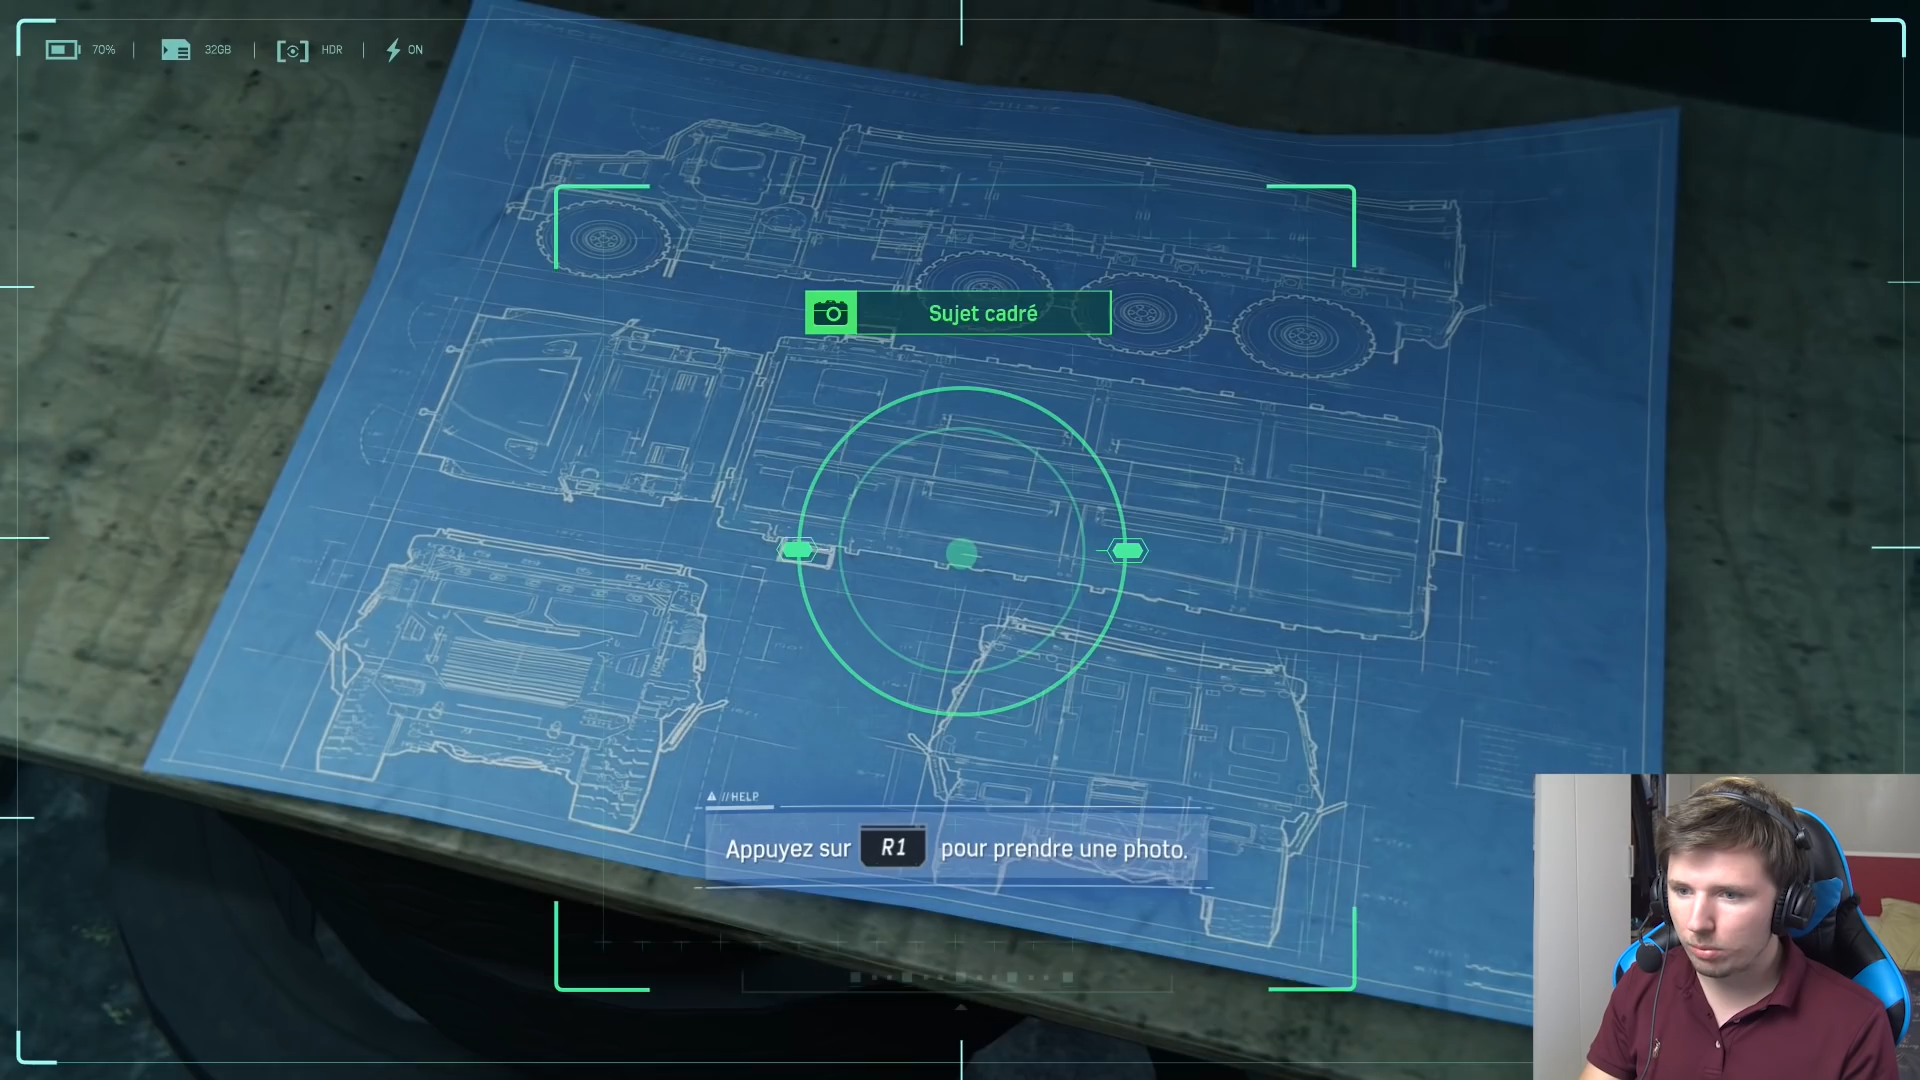 70%
32GB
HDR
ON
Sujet cadré
//HELP
Appuyez sur R1 pour prendre une photo.